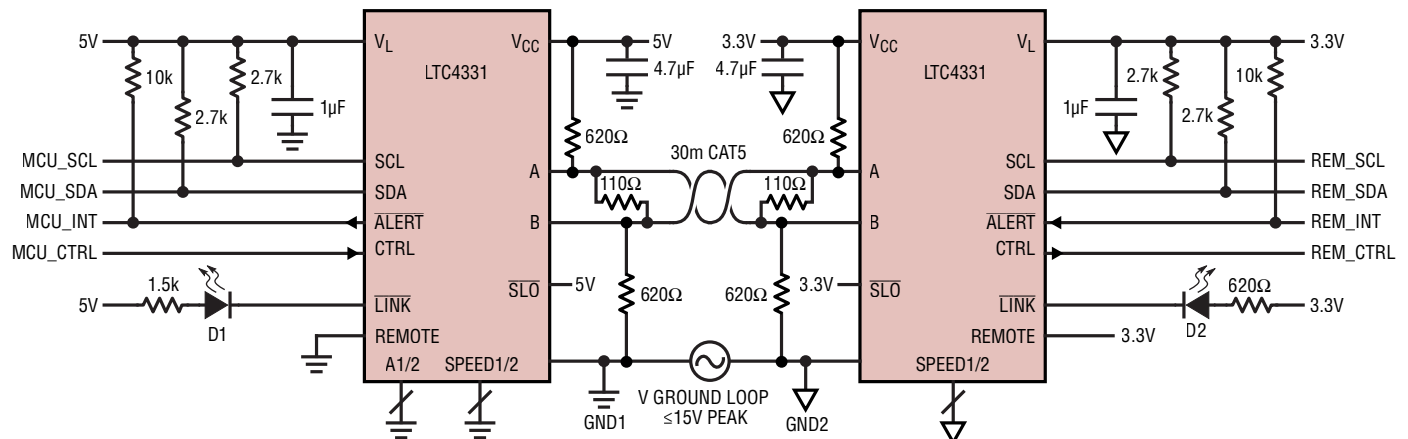 5V
10k
2.7k
2.7k
1µF
MCU_SCL
MCU_SDA
MCU_INT
MCU_CTRL
5V
1.5k
D1
VL
VCC
LTC4331
SCL
SDA
ALERT
CTRL
LINK
REMOTE
A1/2
SPEED1/2
A
B
SLO
5V
4.7µF
620Ω
110Ω
5V
620Ω
GND1
30m CAT5
V GROUND LOOP
≤15V PEAK
3.3V
4.7µF
620Ω
110Ω
620Ω
3.3V
GND2
VCC
VL
LTC4331
A
B
SLO
SCL
SDA
ALERT
CTRL
LINK
REMOTE
SPEED1/2
3.3V
1µF
2.7k
2.7k
10k
REM_SCL
REM_SDA
REM_INT
REM_CTRL
620Ω
D2
3.3V
3.3V